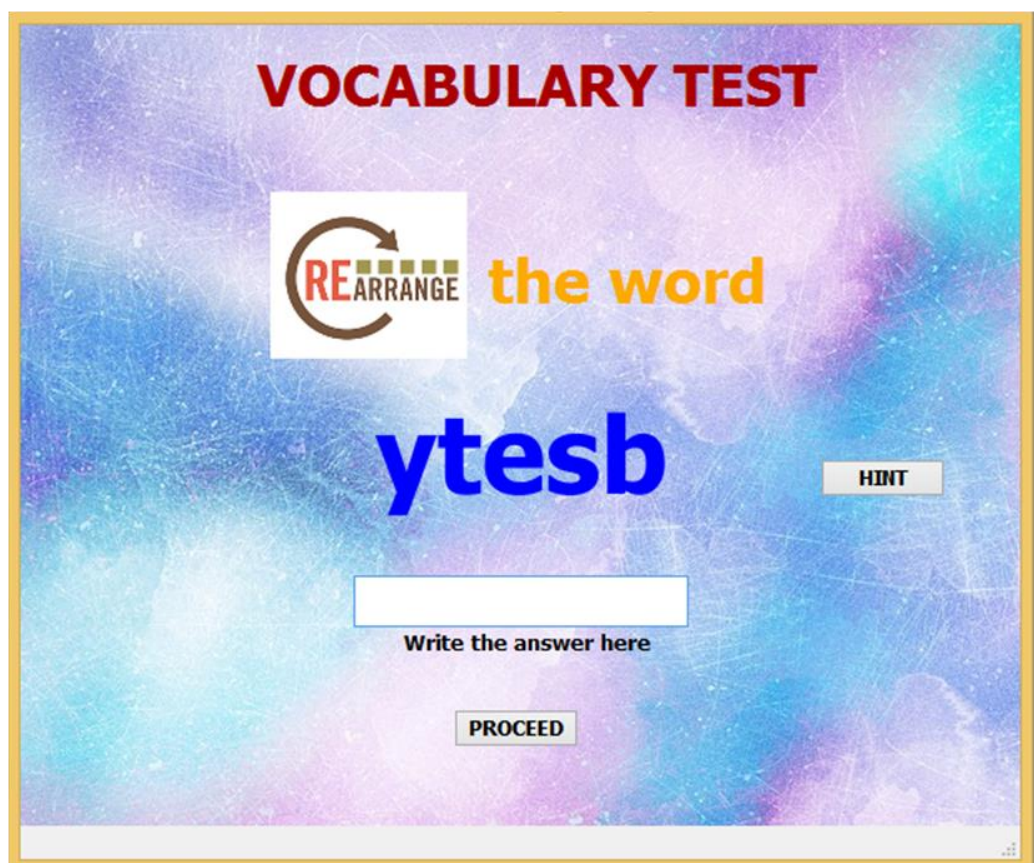 VOCABULARY TEST
REARRANGE the word
ytesb
HINT
Write the answer here
PROCEED